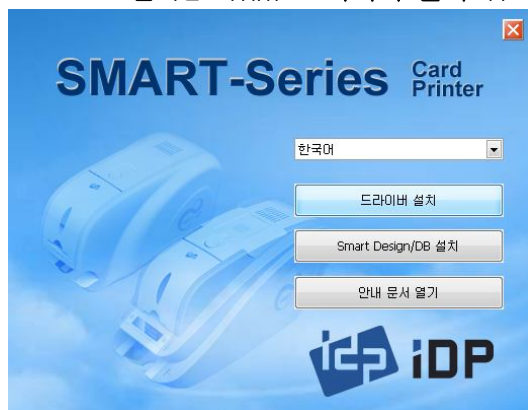 SMART-Series Card Printer
한국어
드라이버 설치
Smart Design/DB 설치
안내 문서 열기
idp iDP